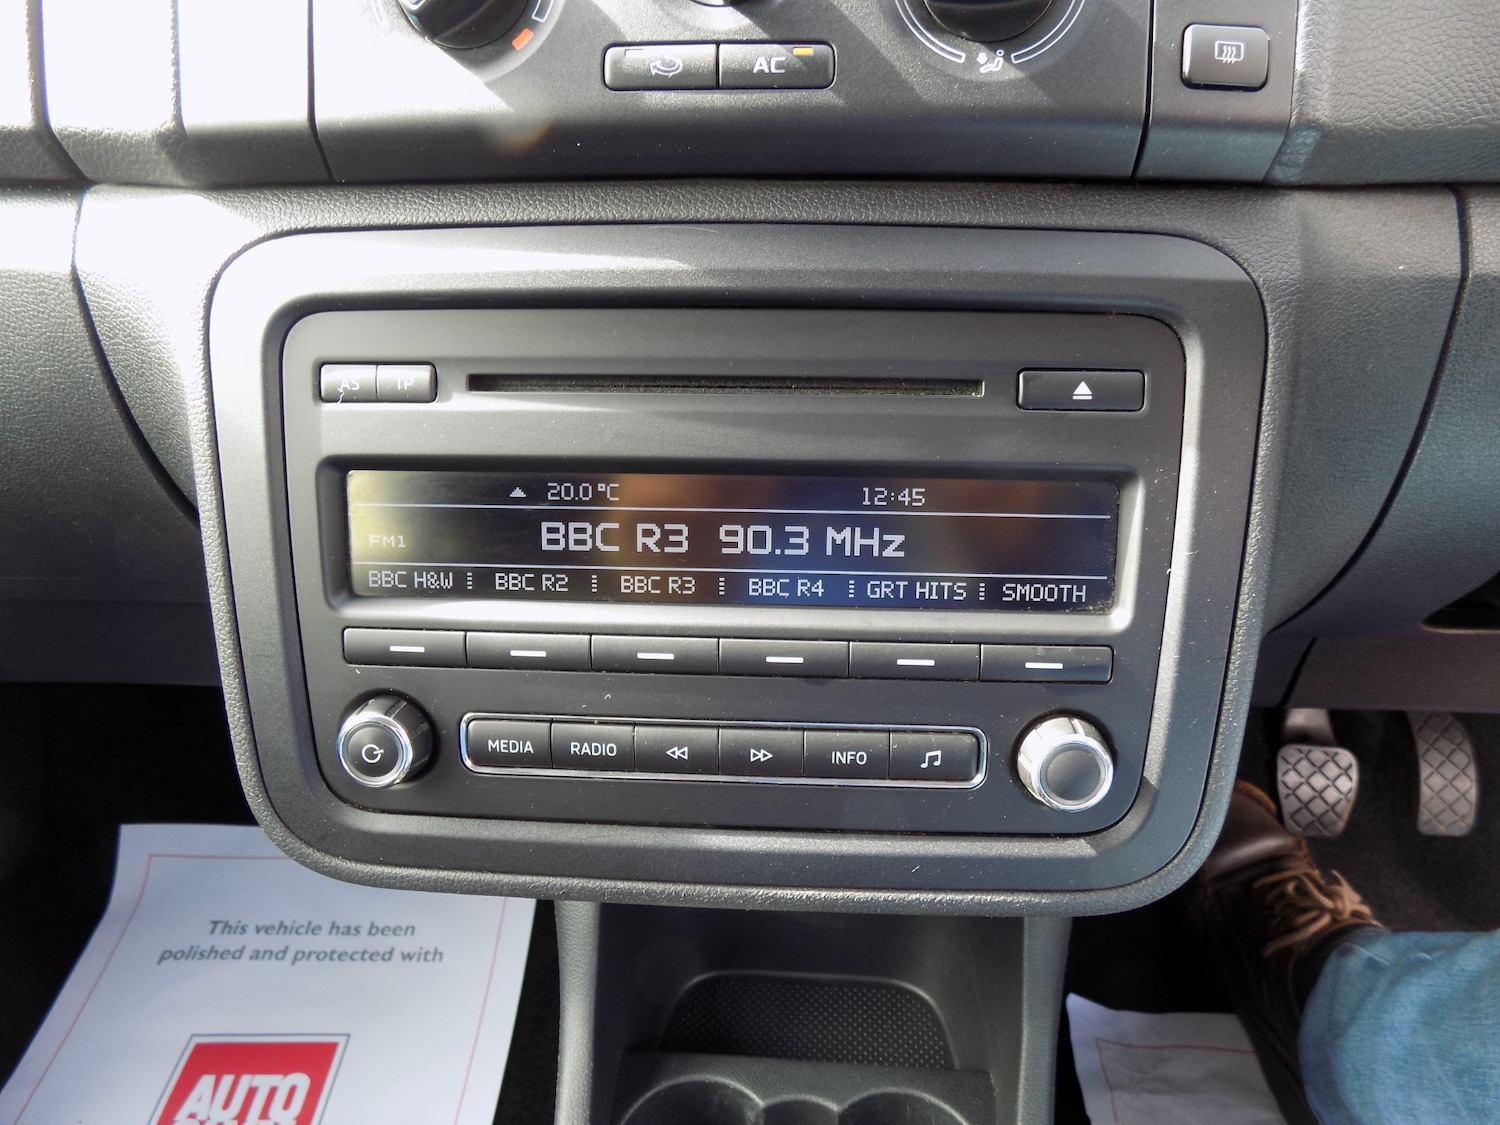 AC
AS TP
20.0 °C 12:45
FM1 BBC R3 90.3 MHz
BBC H&W BBC R2 BBC R3 BBC R4 GRT HITS SMOOTH
MEDIA RADIO INFO
This vehicle has been
polished and protected with
AUTO